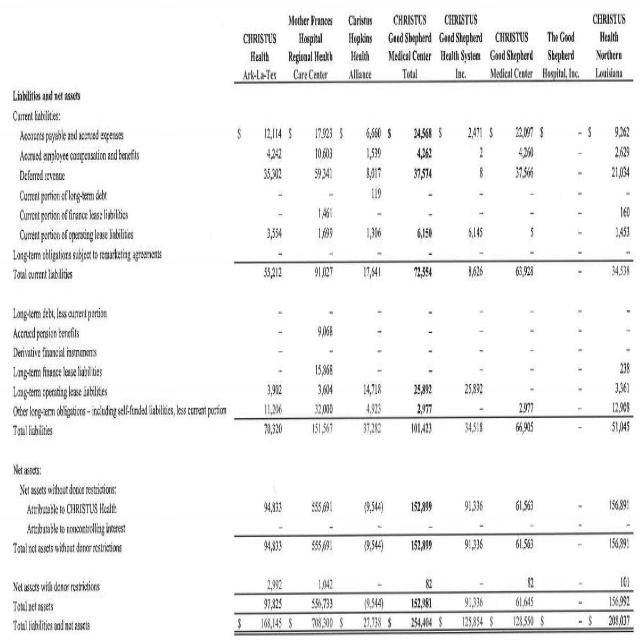 Mother Frances Christus CHRISTUS CHRISTUS CHRISTUS
CHRISTUS Hospital Hopkins Good Shepherd Good Shepherd CHRISTUS The Good Health
Health Regional Health Health Medical Center Health System Good Shepherd Shepherd Northern
Ark-La-Tex Care Center Alliance Total Inc. Medical Center Hospital, Inc. Louisiana
Liabilities and net assets
Current liabilities:
Accounts payable and accrued expenses $ 12,114 $ 17,923 $ 6,660 $ 24,568 $ 2,471 $ 22,097 $ – $ 9,262
Accrued employee compensation and benefits 4,242 10,603 1,539 4,262 2 4,260 – 2,629
Deferred revenue 35,302 59,341 8,017 37,574 8 37,566 – 21,034
Current portion of long-term debt – – 119 – – – – –
Current portion of finance lease liabilities – 1,461 – – – – – 160
Current portion of operating lease liabilities 3,554 1,699 1,306 6,150 6,145 5 – 1,453
Long-term obligations subject to remarketing agreements – – – – – – – –
Total current liabilities 55,212 91,027 17,641 72,554 8,626 63,928 – 34,538
Long-term debt, less current portion – – – – – – – –
Accrued pension benefits – 9,068 – – – – – –
Derivative financial instruments – – – – – – – –
Long-term finance lease liabilities – 15,868 – – – – – 238
Long-term operating lease liabilities 3,902 3,604 14,718 25,892 25,892 – – 3,361
Other long-term obligations – including self-funded liabilities, less current portion 11,206 32,000 4,923 2,977 – 2,977 – 12,908
Total liabilities 70,320 151,567 37,282 101,423 34,518 66,905 – 51,045
Net assets:
Net assets without donor restrictions:
Attributable to CHRISTUS Health 94,833 555,691 (9,544) 152,899 91,336 61,563 – 156,891
Attributable to noncontrolling interest – – – – – – – –
Total net assets without donor restrictions 94,833 555,691 (9,544) 152,899 91,336 61,563 – 156,891
Net assets with donor restrictions 2,992 1,042 – 82 – 82 – 101
Total net assets 97,825 556,733 (9,544) 152,981 91,336 61,645 – 156,992
Total liabilities and net assets $ 168,145 $ 708,300 $ 27,738 $ 254,404 $ 125,854 $ 128,550 $ – $ 208,037